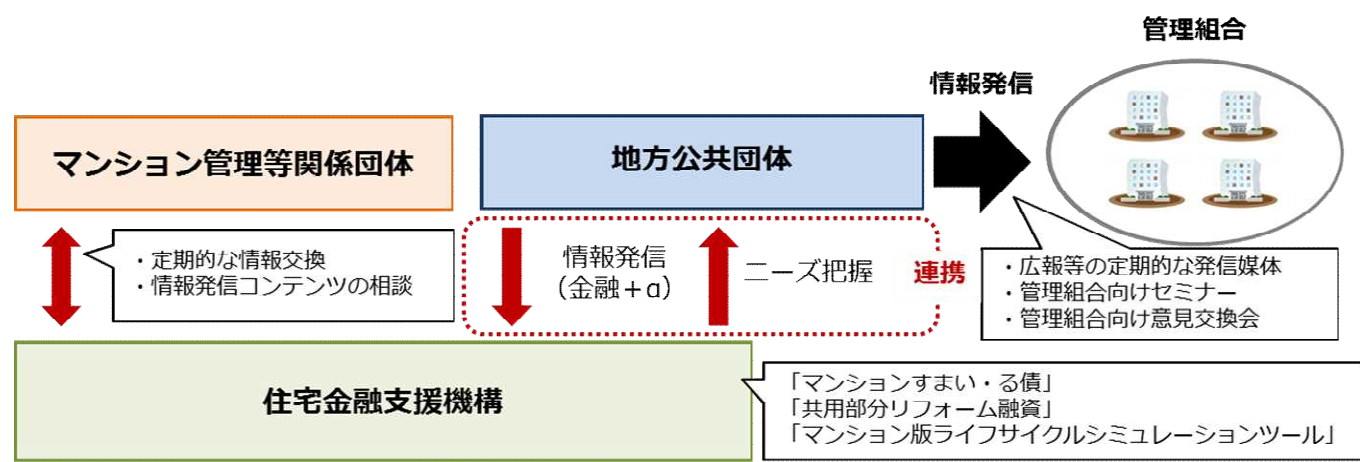 管理組合
情報発信
マンション管理等関係団体
地方公共団体
・定期的な情報交換
・情報発信コンテンツの相談
情報発信
（金融＋α）
ニーズ把握
連携
・広報等の定期的な発信媒体
・管理組合向けセミナー
・管理組合向け意見交換会
住宅金融支援機構
「マンションすまい・る債」
「共用部分リフォーム融資」
「マンション版ライフサイクルシミュレーションツール」